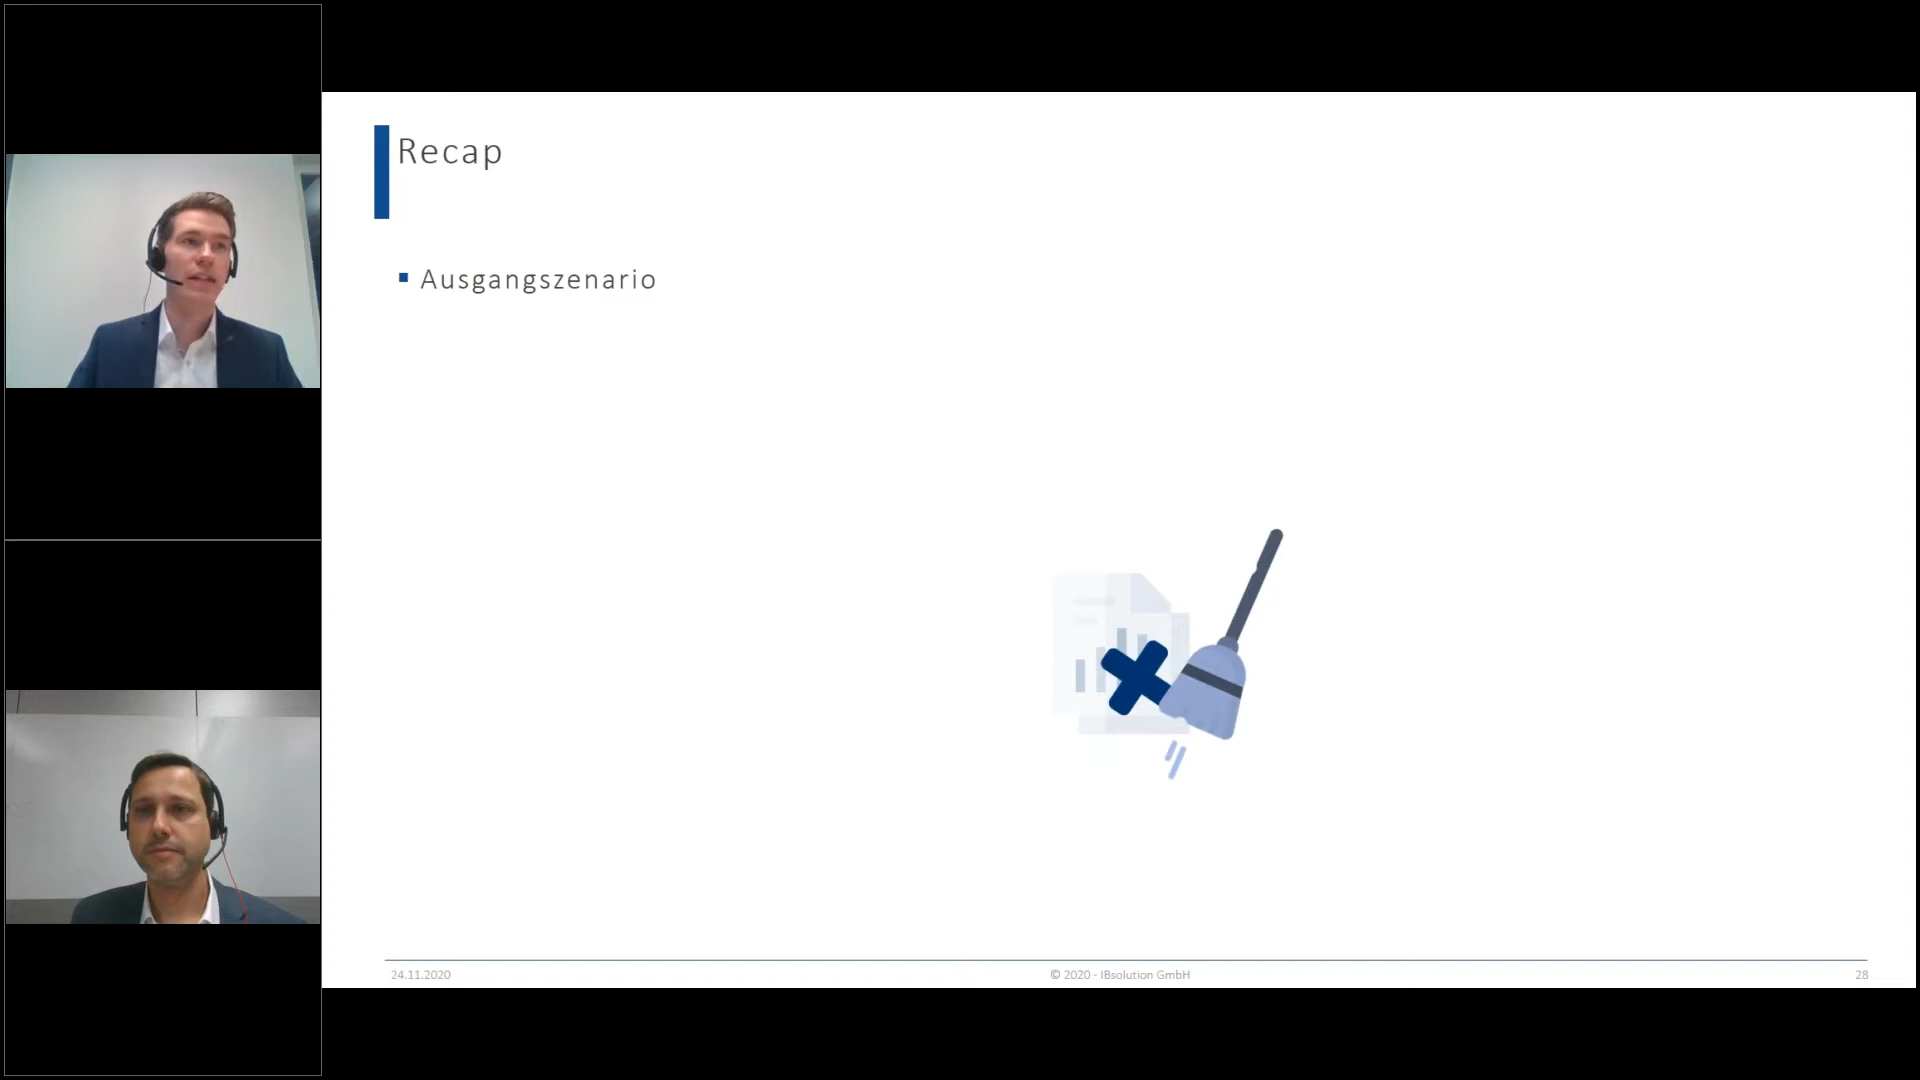 Recap
▪ Ausgangszenario
24.11.2020
© 2020 - IBsolution GmbH
28